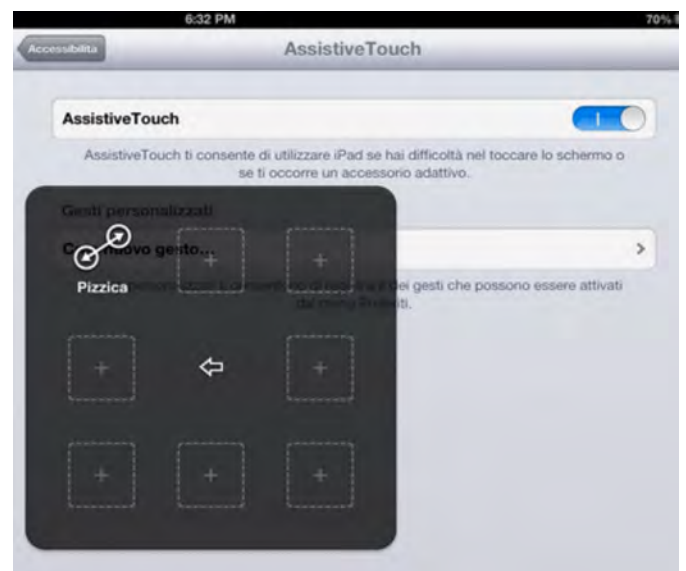 6:32 PM
70%
Accessibilita
AssistiveTouch
AssistiveTouch
AssistiveTouch ti consente di utilizzare iPad se hai difficoltà nel toccare lo schermo o
se ti occorre un accessorio adattivo.
Gesti personalizzati
nuovo gesto...
Pizzica
dei gesti che possono essere attivati